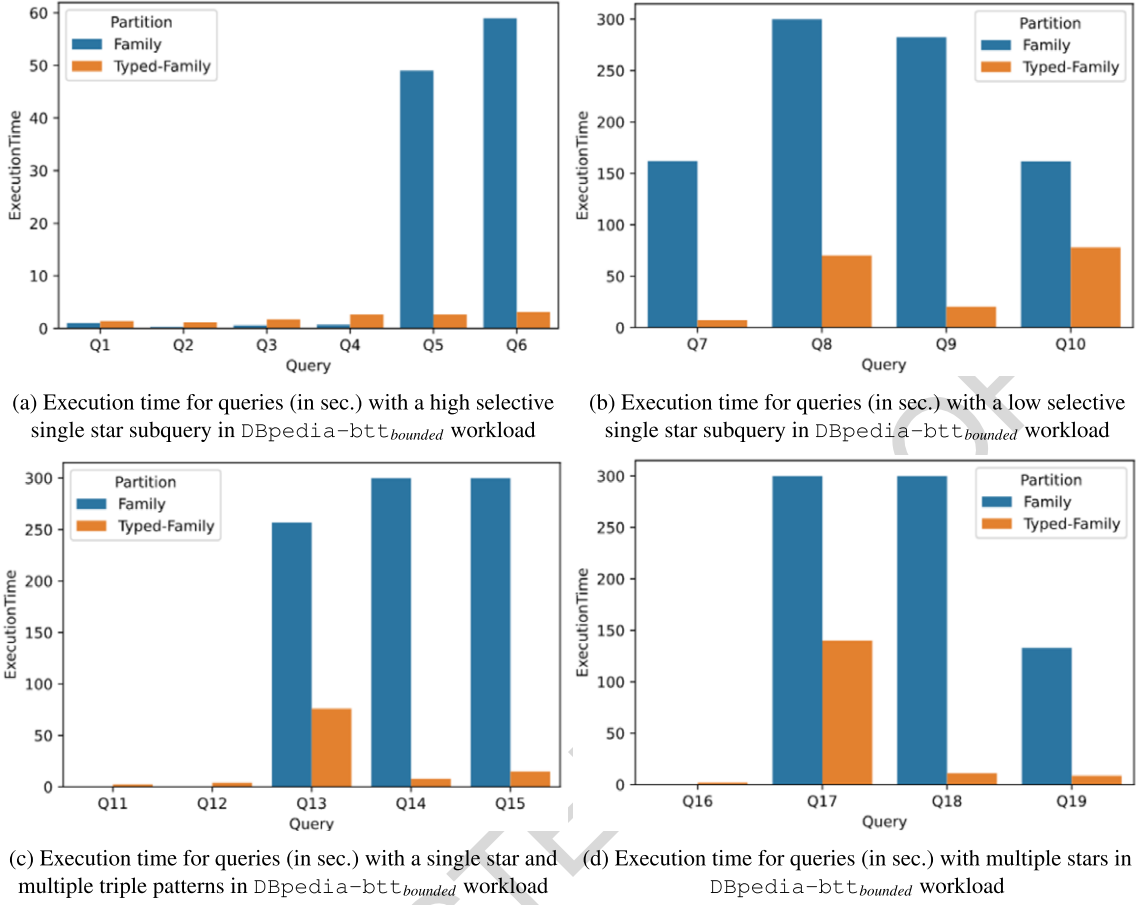 60
50
40
30
20
10
0
ExecutionTime
Partition
Family
Typed-Family
Q1 Q2 Q3 Q4 Q5 Q6
Query
(a) Execution time for queries (in sec.) with a high selective
single star subquery in DBpedia-btt_bounded workload
300
250
200
150
100
50
0
ExecutionTime
Partition
Family
Typed-Family
Q7 Q8 Q9 Q10
Query
(b) Execution time for queries (in sec.) with a low selective
single star subquery in DBpedia-btt_bounded workload
300
250
200
150
100
50
0
ExecutionTime
Partition
Family
Typed-Family
Q11 Q12 Q13 Q14 Q15
Query
(c) Execution time for queries (in sec.) with a single star and
multiple triple patterns in DBpedia-btt_bounded workload
300
250
200
150
100
50
0
ExecutionTime
Partition
Family
Typed-Family
Q16 Q17 Q18 Q19
Query
(d) Execution time for queries (in sec.) with multiple stars in
DBpedia-btt_bounded workload